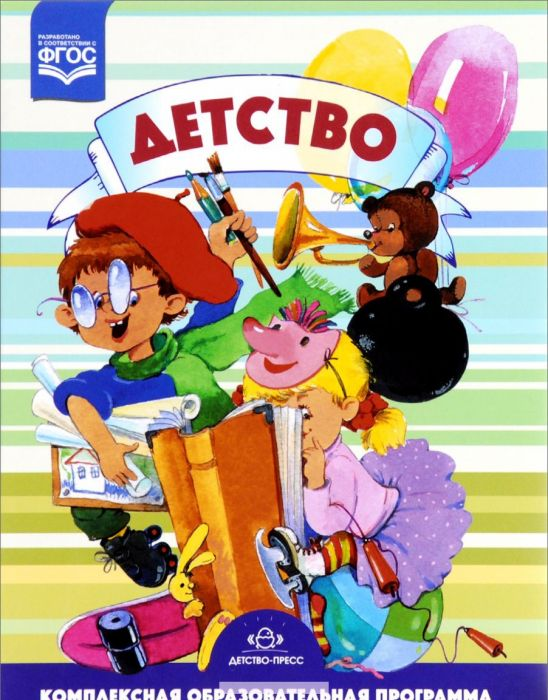 РАЗРАБОТАНО
В СООТВЕТСТВИИ С
ФГОС
ДЕТСТВО
ДЕТСТВО-ПРЕСС
КОМПЛЕКСНАЯ ОБРАЗОВАТЕЛЬНАЯ ПРОГРАММА